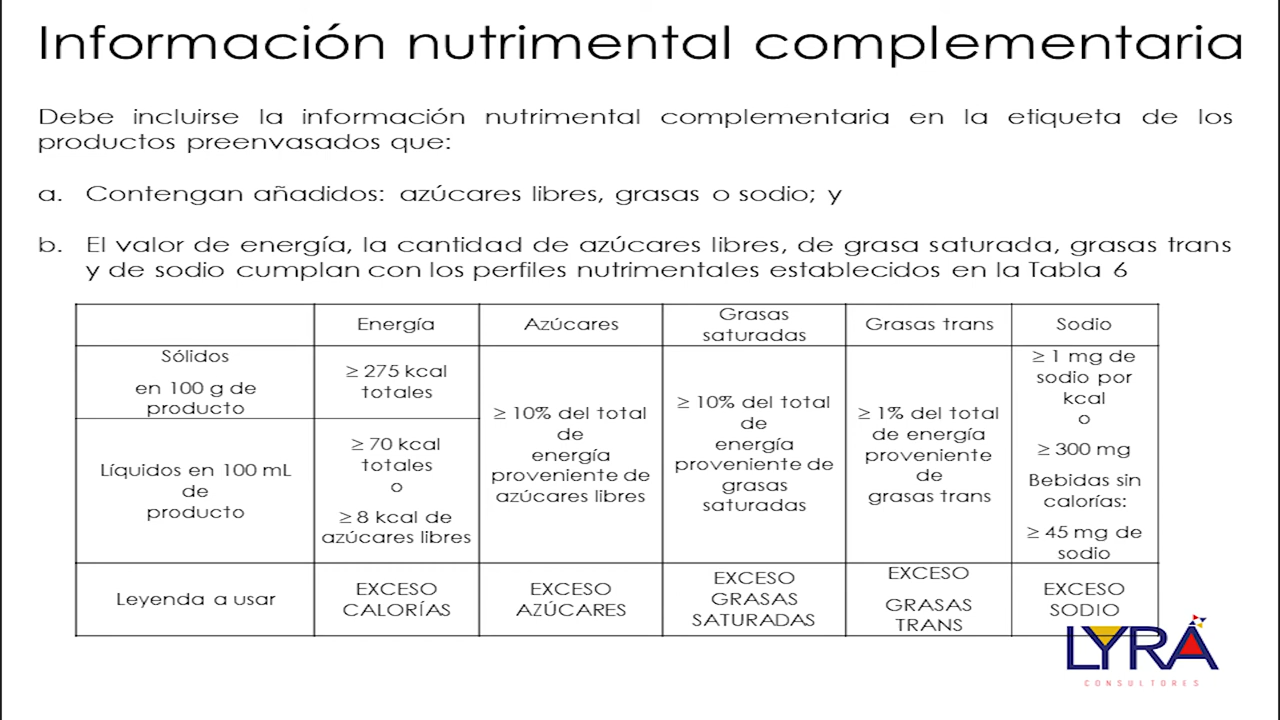 Información nutrimental complementaria
Debe incluirse la información nutrimental complementaria en la etiqueta de los
productos preenvasados que:
a. Contengan añadidos: azúcares libres, grasas o sodio; y
b. El valor de energía, la cantidad de azúcares libres, de grasa saturada, grasas trans
y de sodio cumplan con los perfiles nutrimentales establecidos en la Tabla 6
Energía
Azúcares
Grasas
saturadas
Grasas trans
Sodio
Sólidos
en 100 g de
producto
≥ 275 kcal
totales
≥ 10% del total
de
energía
proveniente de
azúcares libres
≥ 10% del total
de
energía
proveniente de
grasas
saturadas
≥ 1% del total
de energía
proveniente
de
grasas trans
≥ 1 mg de
sodio por
kcal
o
≥ 300 mg
Bebidas sin
calorías:
≥ 45 mg de
sodio
Líquidos en 100 mL
de
producto
≥ 70 kcal
totales
o
≥ 8 kcal de
azúcares libres
Leyenda a usar
EXCESO
CALORÍAS
EXCESO
AZÚCARES
EXCESO
GRASAS
SATURADAS
EXCESO
GRASAS
TRANS
EXCESO
SODIO
LYRA
CONSULTORES